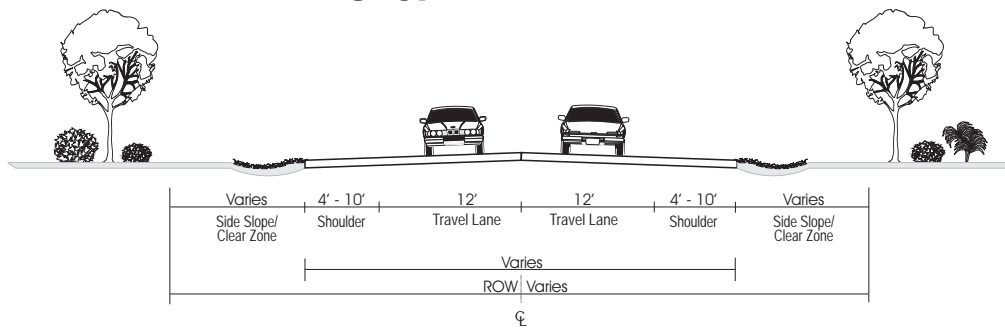 Varies 4' - 10' 12' 12' 4' - 10' Varies
Side Slope/ Shoulder Travel Lane Travel Lane Shoulder Side Slope/
Clear Zone Clear Zone
Varies
ROW Varies
℄